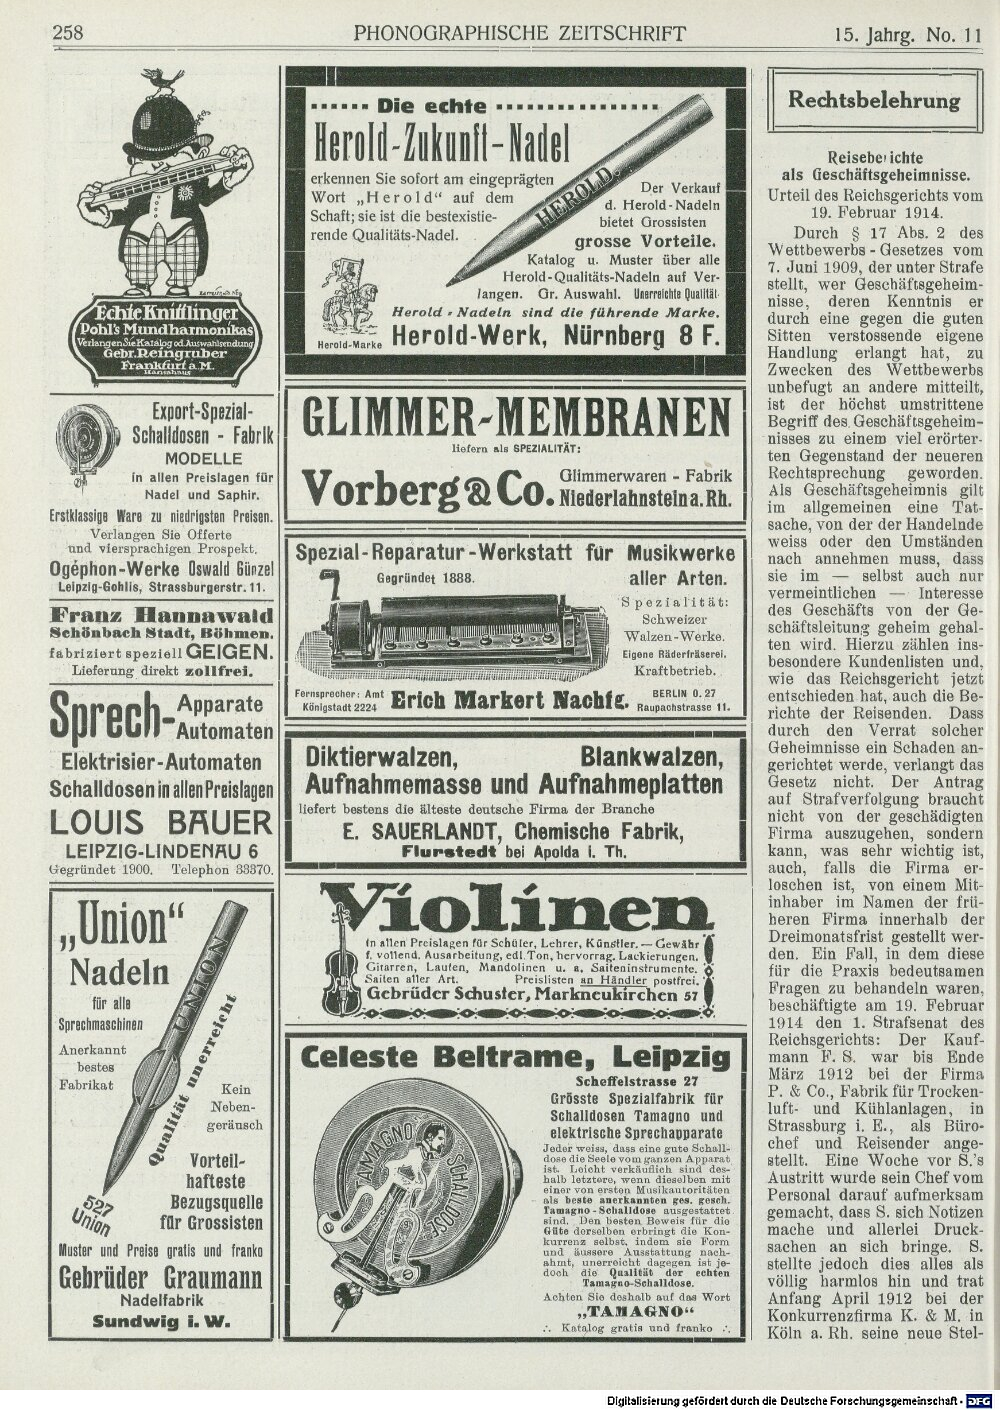 258
PHONOGRAPHISCHE ZEITSCHRIFT
15. Jahrg. No. 11
Echte Knittlinger
Pohl's Mundharmonikas
Verlangen Sie Katalog od. Auswahlsendung
Gebr. Reingruber
Frankfurt a. M.
Hansahaus
Export-Spezial-
Schalldosen - Fabrik
MODELLE
in allen Preislagen für
Nadel und Saphir.
Erstklassige Ware zu niedrigsten Preisen.
Verlangen Sie Offerte
und viersprachigen Prospekt.
Ogéphon-Werke Oswald Günzel
Leipzig-Gohlis, Strassburgerstr. 11.
Franz Hannawald
Schönbach Stadt, Böhmen,
fabriziert speziell GEIGEN.
Lieferung direkt zollfrei.
Sprech-
Apparate
Automaten
Elektrisier-Automaten
Schalldosen in allen Preislagen
LOUIS BAUER
LEIPZIG-LINDENAU 6
Gegründet 1900. Telephon 33370.
„Union“
Nadeln
für alle
Sprechmaschinen
Anerkannt
bestes
Fabrikat
UNION
Qualität unerreicht
Kein
Neben-
geräusch
527
Union
Vorteil-
hafteste
Bezugsquelle
für Grossisten
Muster und Preise gratis und franko
Gebrüder Graumann
Nadelfabrik
Sundwig i. W.
Die echte
Herold-Zukunft-Nadel
erkennen Sie sofort am eingeprägten
Wort „Herold“ auf dem
Schaft; sie ist die bestexistie-
rende Qualitäts-Nadel.
HEROLD.
Der Verkauf
d. Herold-Nadeln
bietet Grossisten
grosse Vorteile.
Katalog u. Muster über alle
Herold-Qualitäts-Nadeln auf Ver-
langen. Gr. Auswahl. Unerreichte Qualität.
Herold-Nadeln sind die führende Marke.
Herold-Marke
Herold-Werk, Nürnberg 8 F.
GLIMMER-MEMBRANEN
liefern als SPEZIALITÄT:
Vorberg & Co.
Glimmerwaren - Fabrik
Niederlahnstein a. Rh.
Spezial-Reparatur-Werkstatt für Musikwerke
Gegründet 1888.
aller Arten.
Spezialität:
Schweizer
Walzen-Werke.
Eigene Räderfräserei.
Kraftbetrieb.
Fernsprecher: Amt
Königstadt 2224
Erich Markert Nachfg.
BERLIN O. 27
Raupachstrasse 11.
Diktierwalzen, Blankwalzen,
Aufnahmemasse und Aufnahmeplatten
liefert bestens die älteste deutsche Firma der Branche
E. SAUERLANDT, Chemische Fabrik,
Flurstedt bei Apolda i. Th.
Violinen
in allen Preislagen für Schüler, Lehrer, Künstler. — Gewähr
f. vollend. Ausarbeitung, edl. Ton, hervorrag. Lackierungen.
Gitarren, Lauten, Mandolinen u. a. Saiteninstrumente.
Saiten aller Art. Preislisten an Händler postfrei.
Gebrüder Schuster, Markneukirchen 57
Celeste Beltrame, Leipzig
Scheffelstrasse 27
Grösste Spezialfabrik für
Schalldosen Tamagno und
elektrische Sprechapparate
TAMAGNO
SCHALLDOSE
Jeder weiss, dass eine gute Schall-
dose die Seele vom ganzen Apparat
ist. Leicht verkäuflich sind des-
halb letztere, wenn dieselben mit
einer von ersten Musikautoritäten
als beste anerkannten ges. gesch.
Tamagno-Schalldose ausgestattet
sind. Den besten Beweis für die
Güte derselben erbringt die Kon-
kurrenz selbst, indem sie Form
und äussere Ausstattung nach-
ahmt, unerreicht dagegen ist je-
doch die Qualität der echten
Tamagno-Schalldose.
Achten Sie deshalb auf das Wort
„TAMAGNO“
∴ Katalog gratis und franko ∴
Rechtsbelehrung
Reiseberichte
als Geschäftsgeheimnisse.
Urteil des Reichsgerichts vom
19. Februar 1914.
Durch § 17 Abs. 2 des
Wettbewerbs-Gesetzes vom
7. Juni 1909, der unter Strafe
stellt, wer Geschäftsgeheim-
nisse, deren Kenntnis er
durch eine gegen die guten
Sitten verstossende eigene
Handlung erlangt hat, zu
Zwecken des Wettbewerbs
unbefugt an andere mitteilt,
ist der höchst umstrittene
Begriff des Geschäftsgeheim-
nisses zu einem viel erörter-
ten Gegenstand der neueren
Rechtsprechung geworden.
Als Geschäftsgeheimnis gilt
im allgemeinen eine Tat-
sache, von der der Handelnde
weiss oder den Umständen
nach annehmen muss, dass
sie im — selbst auch nur
vermeintlichen — Interesse
des Geschäfts von der Ge-
schäftsleitung geheim gehal-
ten wird. Hierzu zählen ins-
besondere Kundenlisten und,
wie das Reichsgericht jetzt
entschieden hat, auch die Be-
richte der Reisenden. Dass
durch den Verrat solcher
Geheimnisse ein Schaden an-
gerichtet werde, verlangt das
Gesetz nicht. Der Antrag
auf Strafverfolgung braucht
nicht von der geschädigten
Firma auszugehen, sondern
kann, was sehr wichtig ist,
auch, falls die Firma er-
loschen ist, von einem Mit-
inhaber im Namen der frü-
heren Firma innerhalb der
Dreimonatsfrist gestellt wer-
den. Ein Fall, in dem diese
für die Praxis bedeutsamen
Fragen zu behandeln waren,
beschäftigte am 19. Februar
1914 den 1. Strafsenat des
Reichsgerichts: Der Kauf-
mann F. S. war bis Ende
März 1912 bei der Firma
P. & Co., Fabrik für Trocken-
luft- und Kühlanlagen, in
Strassburg i. E., als Büro-
chef und Reisender ange-
stellt. Eine Woche vor S.'s
Austritt wurde sein Chef vom
Personal darauf aufmerksam
gemacht, dass S. sich Notizen
mache und allerlei Druck-
sachen an sich bringe. S.
stellte jedoch dies alles als
völlig harmlos hin und trat
Anfang April 1912 bei der
Konkurrenzfirma K. & M. in
Köln a. Rh. seine neue Stel-
Digitalisierung gefördert durch die Deutsche Forschungsgemeinschaft - DFG